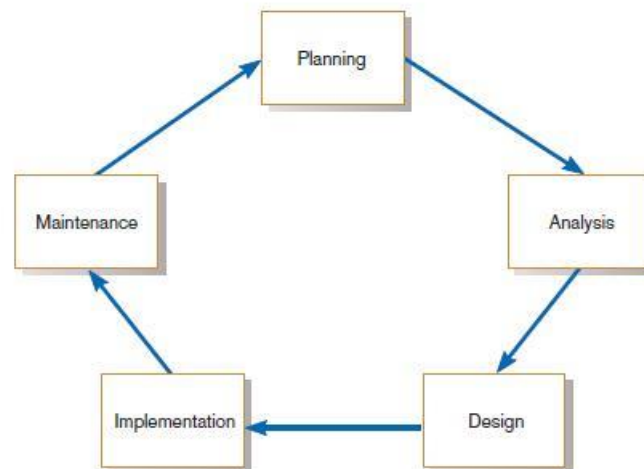 Planning
Analysis
Design
Implementation
Maintenance